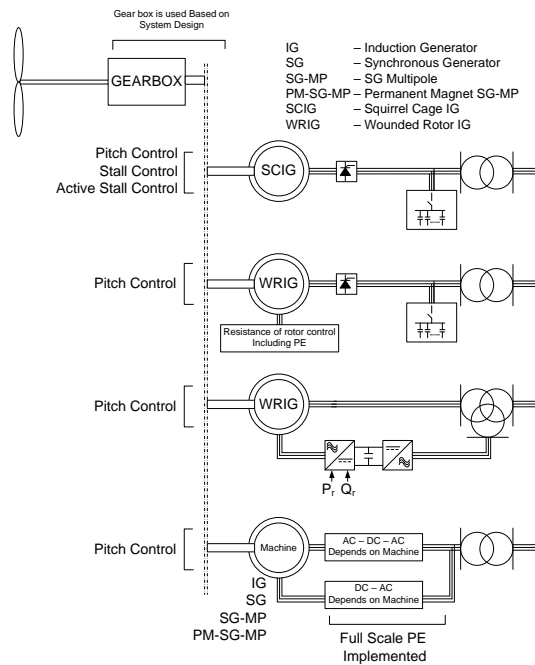 Gear box is used Based on
System Design
GEARBOX
IG – Induction Generator
SG – Synchronous Generator
SG-MP – SG Multipole
PM-SG-MP – Permanent Magnet SG-MP
SCIG – Squirrel Cage IG
WRIG – Wounded Rotor IG
Pitch Control
Stall Control
Active Stall Control
SCIG
Pitch Control
WRIG
Resistance of rotor control
Including PE
Pitch Control
WRIG
Pr Qr
Pitch Control
Machine
AC – DC – AC
Depends on Machine
DC – AC
Depends on Machine
IG
SG
SG-MP
PM-SG-MP
Full Scale PE
Implemented